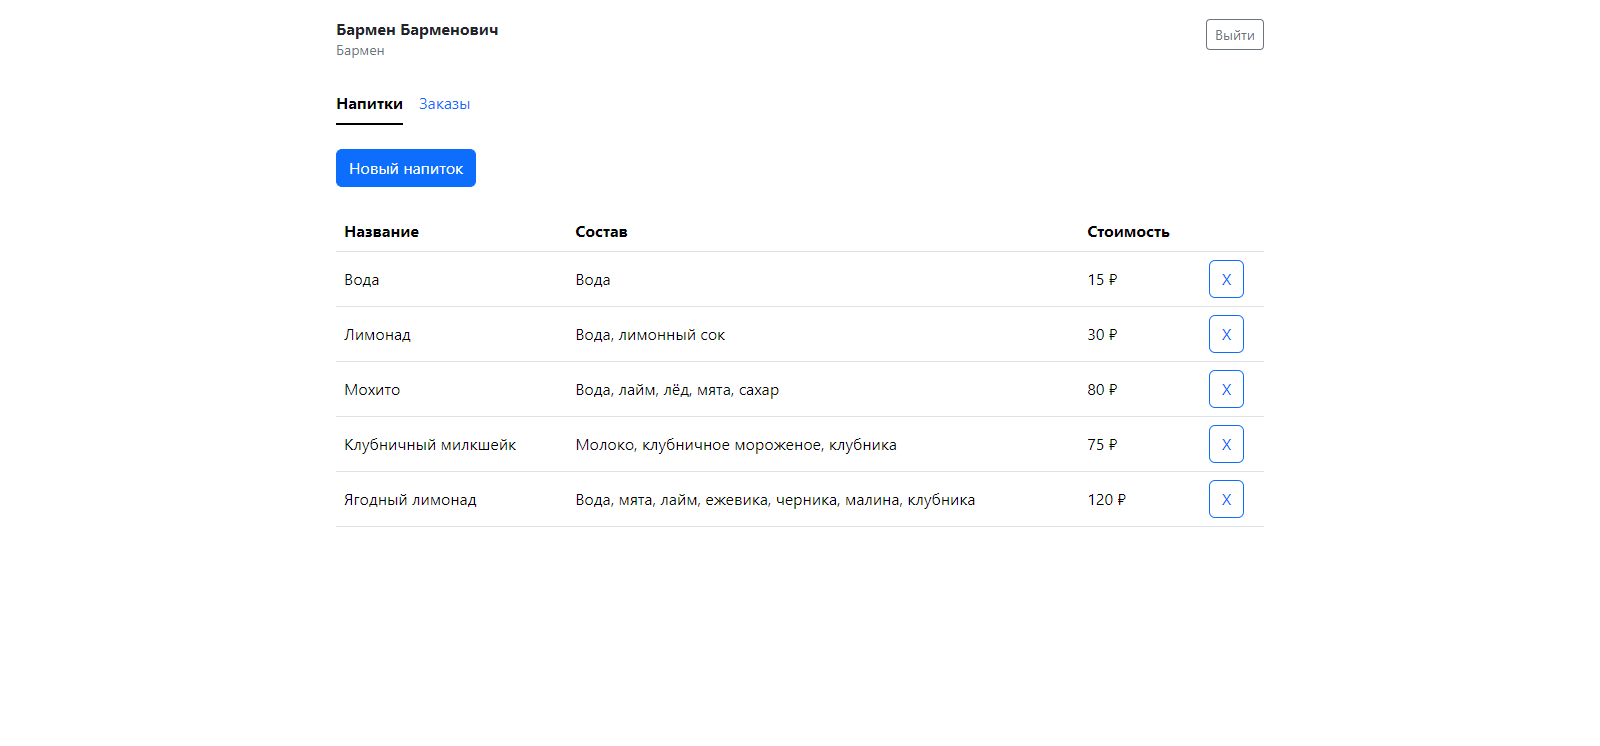 Бармен Барменович
Выйти
Бармен
Напитки Заказы
Новый напиток
Название Состав Стоимость
Вода Вода 15 ₽ X
Лимонад Вода, лимонный сок 30 ₽ X
Мохито Вода, лайм, лёд, мята, сахар 80 ₽ X
Клубничный милкшейк Молоко, клубничное мороженое, клубника 75 ₽ X
Ягодный лимонад Вода, мята, лайм, ежевика, черника, малина, клубника 120 ₽ X